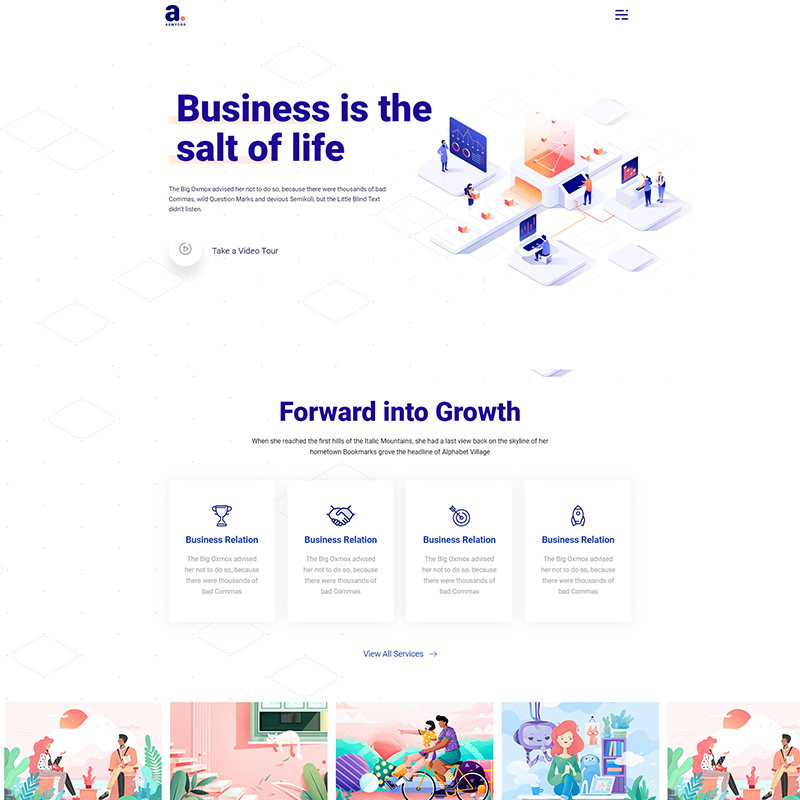 a.
AGMYCOO
Business is the
salt of life
The Big Oxmox advised her not to do so, because there were thousands of bad
Commas, wild Question Marks and devious Semikoli, but the Little Blind Text
didn't listen.
Take a Video Tour
Forward into Growth
When she reached the first hills of the Italic Mountains, she had a last view back on the skyline of her
hometown Bookmarks grove the headline of Alphabet Village
Business Relation
The Big Oxmox advised
her not to do so, because
there were thousands of
bad Commas
Business Relation
The Big Oxmox advised
her not to do so, because
there were thousands of
bad Commas
Business Relation
The Big Oxmox advised
her not to do so, because
there were thousands of
bad Commas
Business Relation
The Big Oxmox advised
her not to do so, because
there were thousands of
bad Commas
View All Services